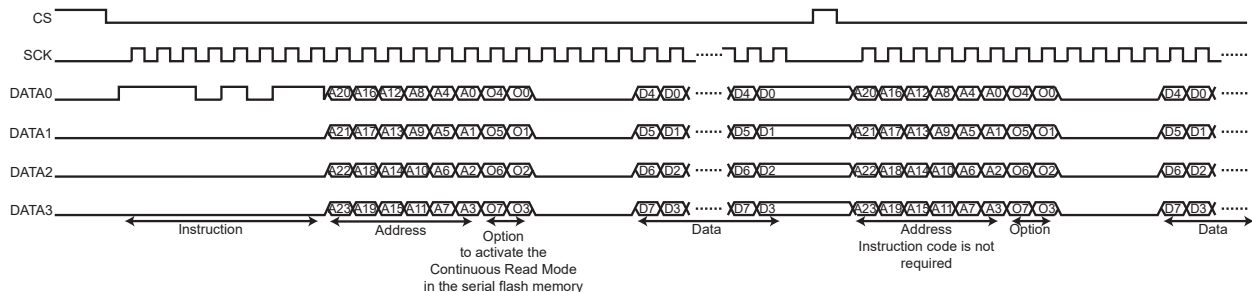 CS
SCK
DATA0 A20 A16 A12 A8 A4 A0 O4 O0 D4 D0 ...... D4 D0 A20 A16 A12 A8 A4 A0 O4 O0 D4 D0 ......
DATA1 A21 A17 A13 A9 A5 A1 O5 O1 D5 D1 ...... D5 D1 A21 A17 A13 A9 A5 A1 O5 O1 D5 D1 ......
DATA2 A22 A18 A14 A10 A6 A2 O6 O2 D6 D2 ...... D6 D2 A22 A18 A14 A10 A6 A2 O6 O2 D6 D2 ......
DATA3 A23 A19 A15 A11 A7 A3 O7 O3 D7 D3 ...... D7 D3 A23 A19 A15 A11 A7 A3 O7 O3 D7 D3 ......
Instruction
Address
Option
to activate the
Continuous Read Mode
in the serial flash memory
Data
Address
Instruction code is not
required
Option
Data